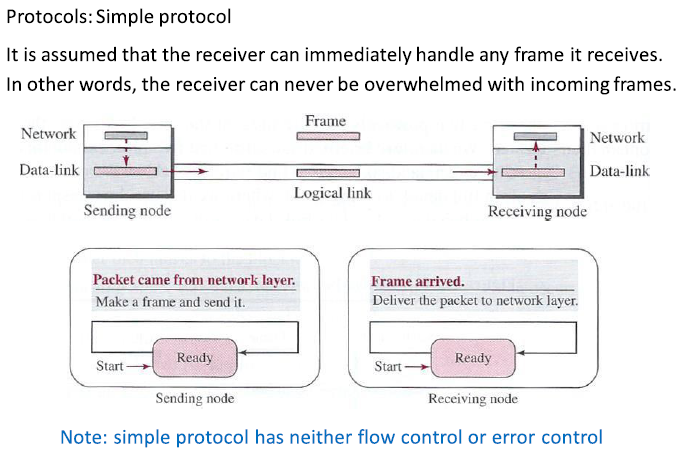 Protocols: Simple protocol
It is assumed that the receiver can immediately handle any frame it receives.
In other words, the receiver can never be overwhelmed with incoming frames.
Frame
Network
Network
Data-link
Data-link
Logical link
Sending node
Receiving node
Packet came from network layer.
Make a frame and send it.
Frame arrived.
Deliver the packet to network layer.
Ready
Start
Ready
Start
Sending node
Receiving node
Note: simple protocol has neither flow control or error control